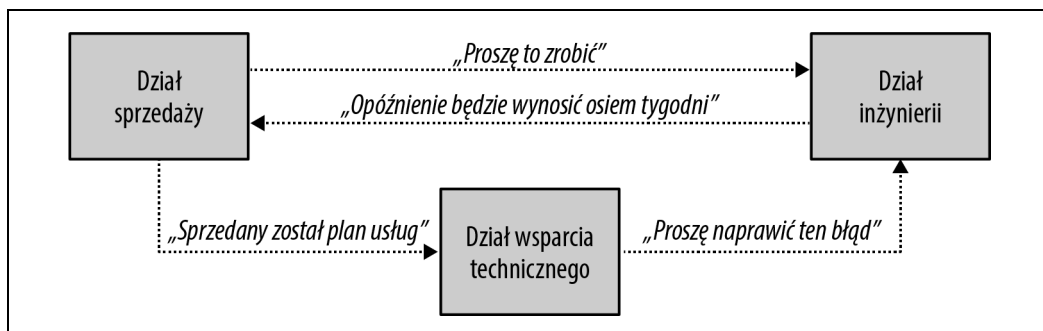 Dział
sprzedaży
„Proszę to zrobić”
„Opóźnienie będzie wynosić osiem tygodni”
Dział
inżynierii
„Sprzedany został plan usług”
Dział wsparcia
technicznego
„Proszę naprawić ten błąd”